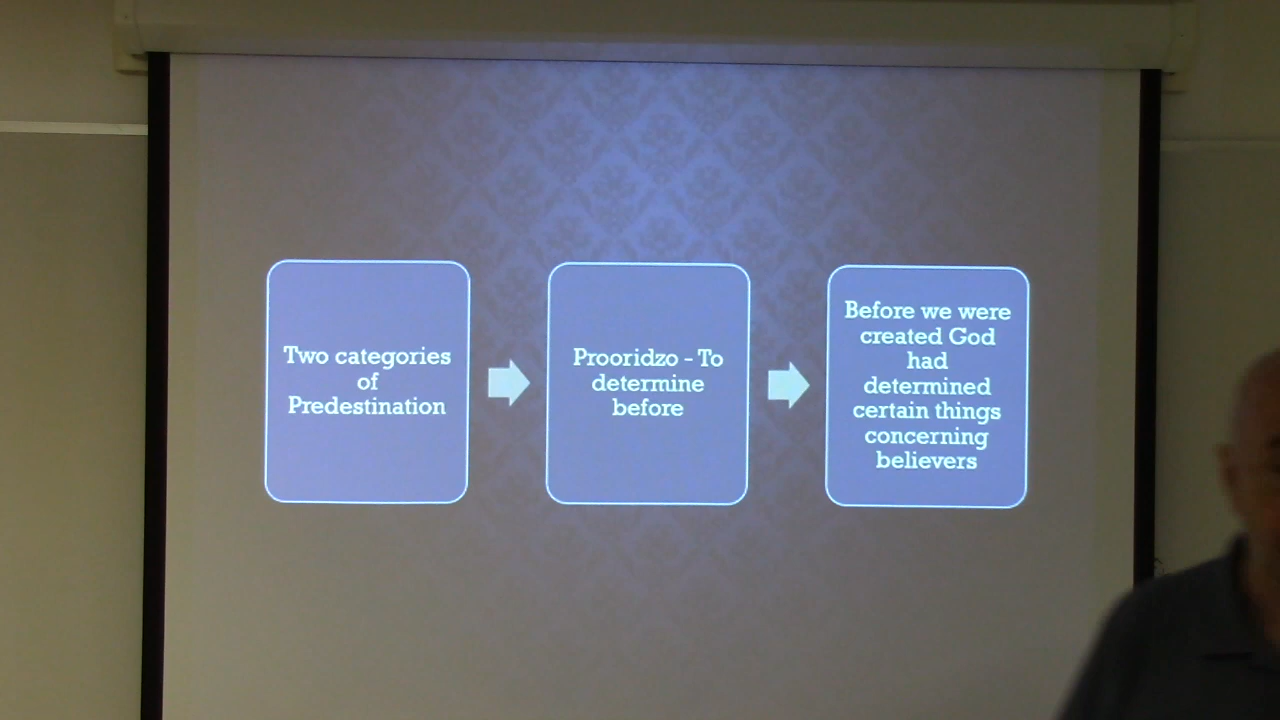 Two categories
of
Predestination
Prooridzo - To
determine
before
Before we were
created God
had
determined
certain things
concerning
believers